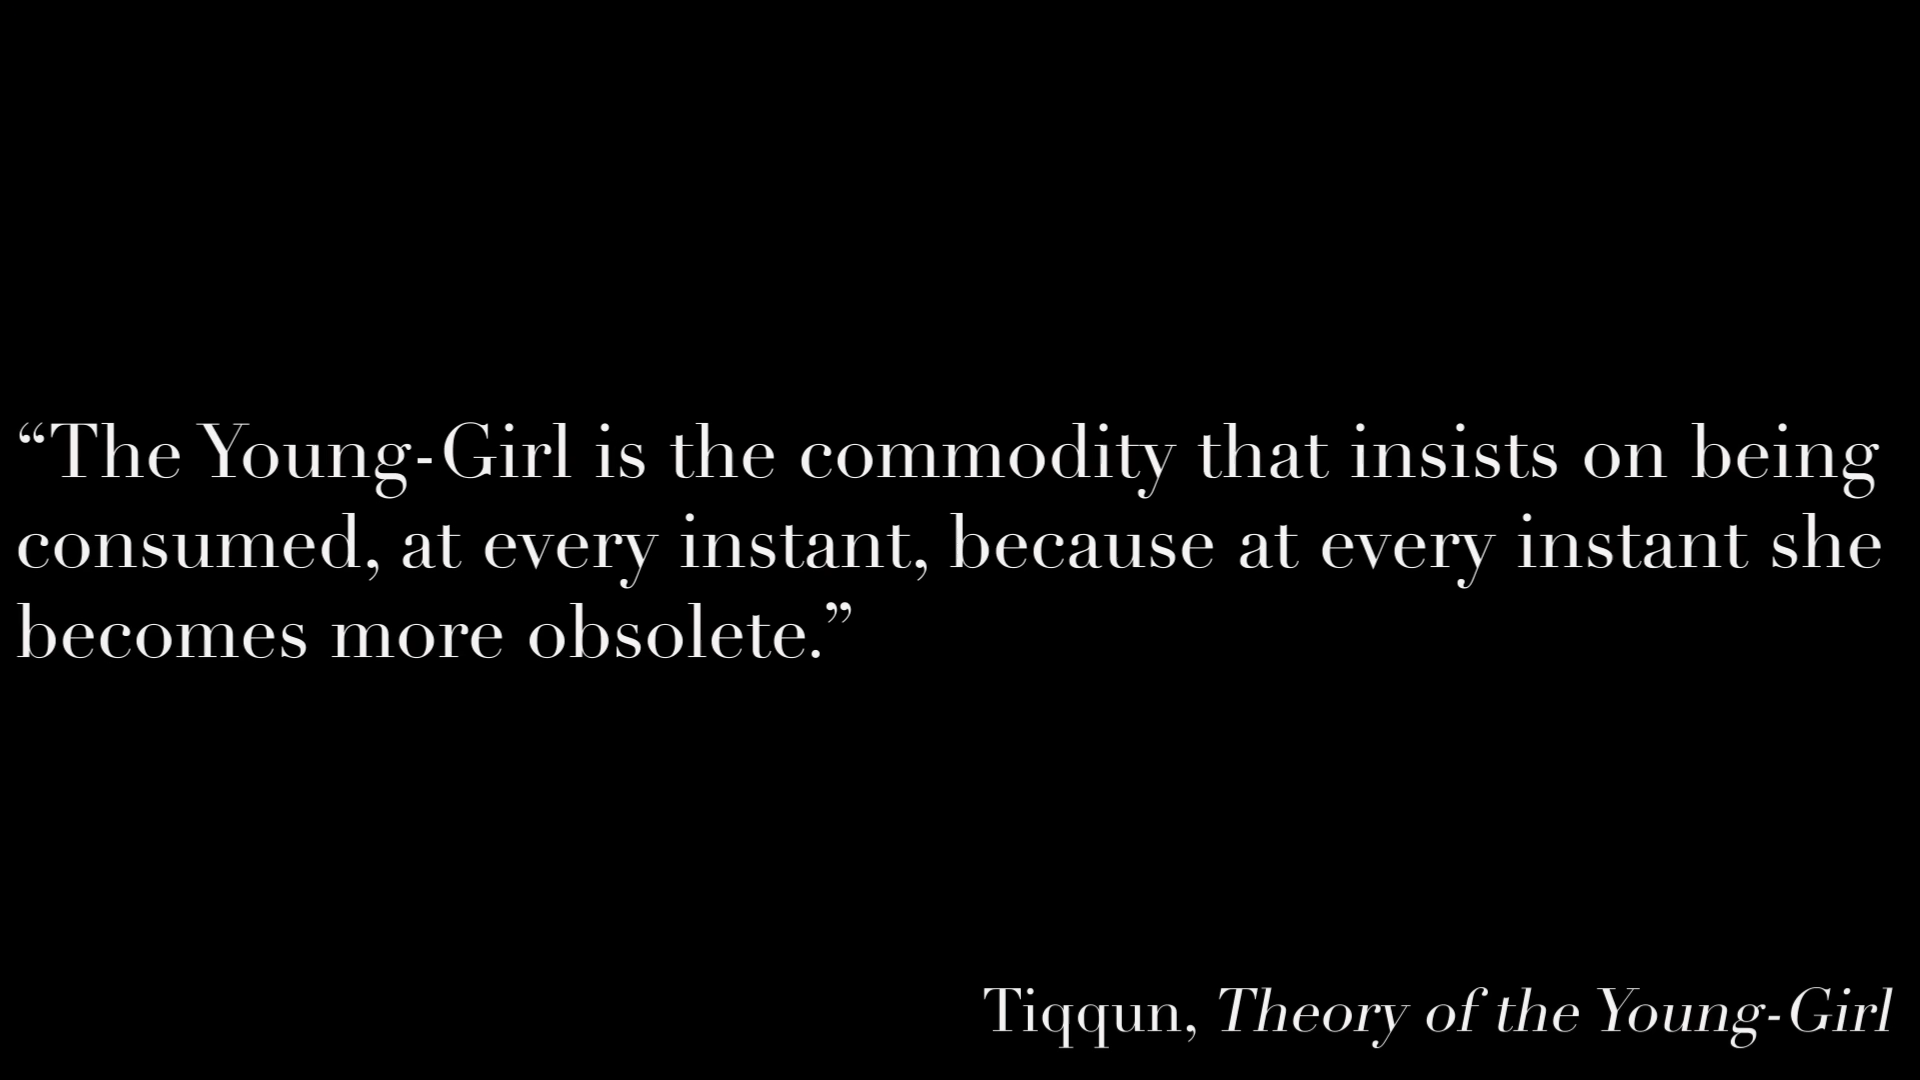 “The Young-Girl is the commodity that insists on being
consumed, at every instant, because at every instant she
becomes more obsolete.”
Tiqqun, Theory of the Young-Girl